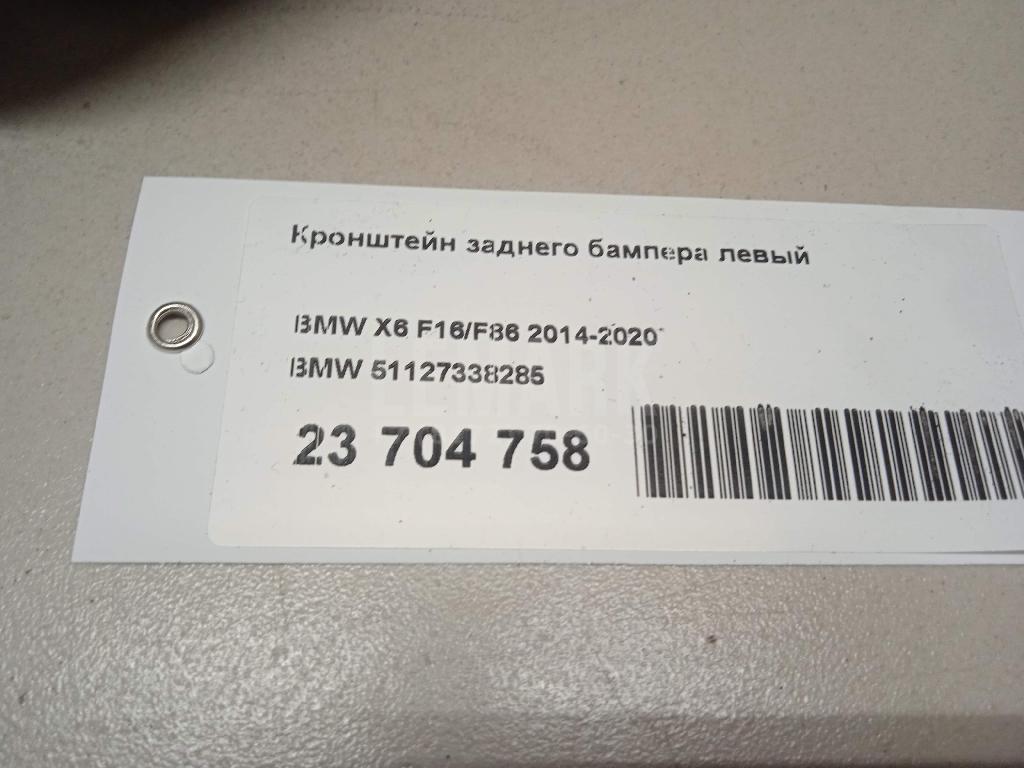 Кронштейн заднего бампера левый
BMW X6 F16/F86 2014-2020
BMW 51127338285
23 704 758